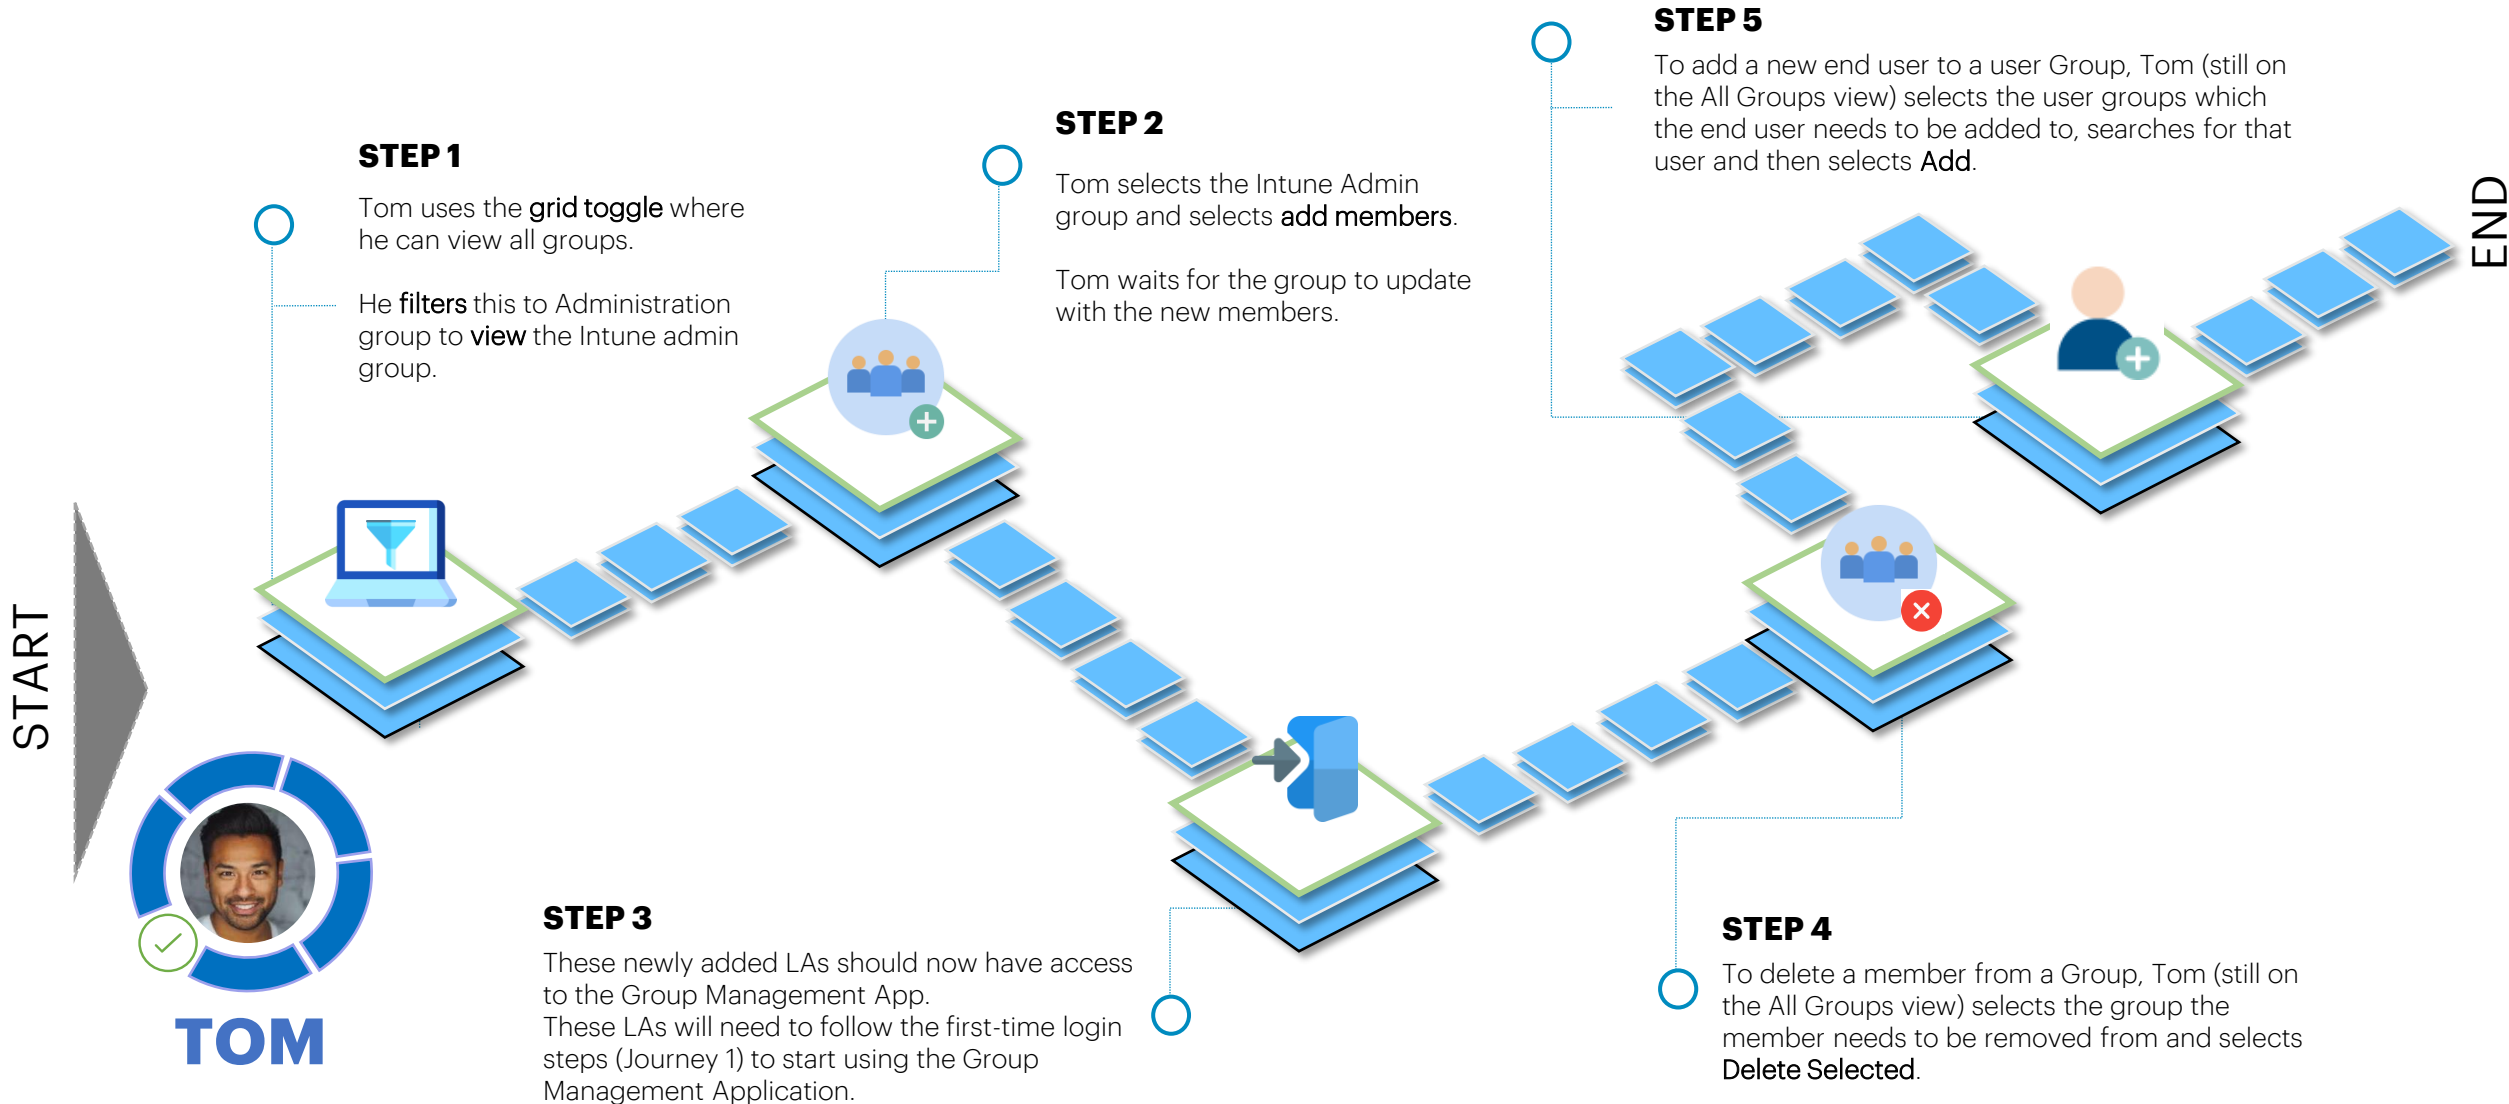 START
TOM
STEP 1
Tom uses the grid toggle where
he can view all groups.
He filters this to Administration
group to view the Intune admin
group.
STEP 2
Tom selects the Intune Admin
group and selects add members.
Tom waits for the group to update
with the new members.
STEP 3
These newly added LAs should now have access
to the Group Management App.
These LAs will need to follow the first-time login
steps (Journey 1) to start using the Group
Management Application.
STEP 4
To delete a member from a Group, Tom (still on
the All Groups view) selects the group the
member needs to be removed from and selects
Delete Selected.
STEP 5
To add a new end user to a user Group, Tom (still on
the All Groups view) selects the user groups which
the end user needs to be added to, searches for that
user and then selects Add.
END